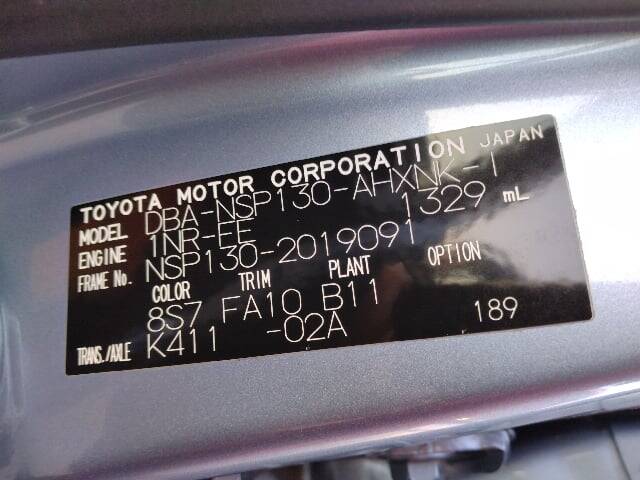 TOYOTA MOTOR CORPORATION JAPAN
MODEL DBA-NSP130-AHXNK-I
ENGINE 1NR-FE 1329 mL
FRAME No. NSP130-2019091
COLOR TRIM PLANT OPTION
8S7 FA10 B11
TRANS./AXLE K411 -02A 189